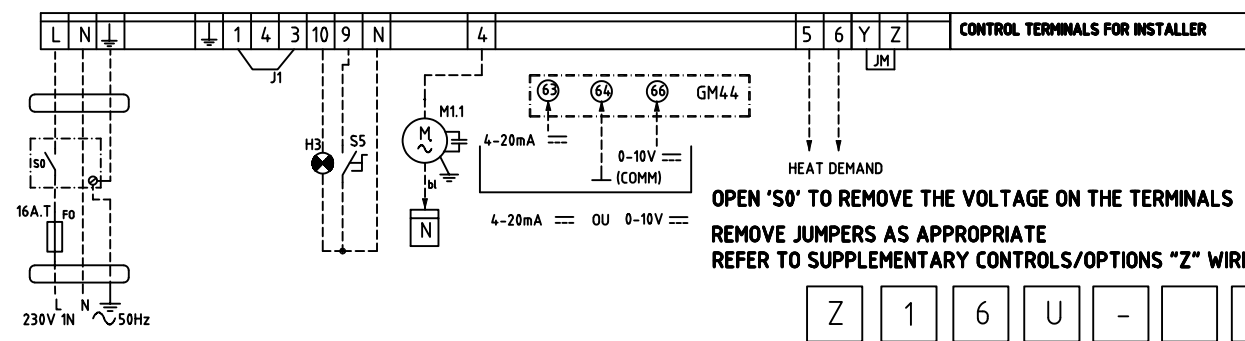 L N 1 4 3 10 9 N 4 5 6 Y Z CONTROL TERMINALS FOR INSTALLER
J1 JM
63 64 66 GM44
M1.1
M
H3 S5 4-20mA 0-10V
(COMM)
HEAT DEMAND
S0
bl
16A.T F0
N
4-20mA OU 0-10V
OPEN 'S0' TO REMOVE THE VOLTAGE ON THE TERMINALS
REMOVE JUMPERS AS APPROPRIATE
REFER TO SUPPLEMENTARY CONTROLS/OPTIONS "Z" WIRI
L N
230V 1N 50Hz
Z 1 6 U -